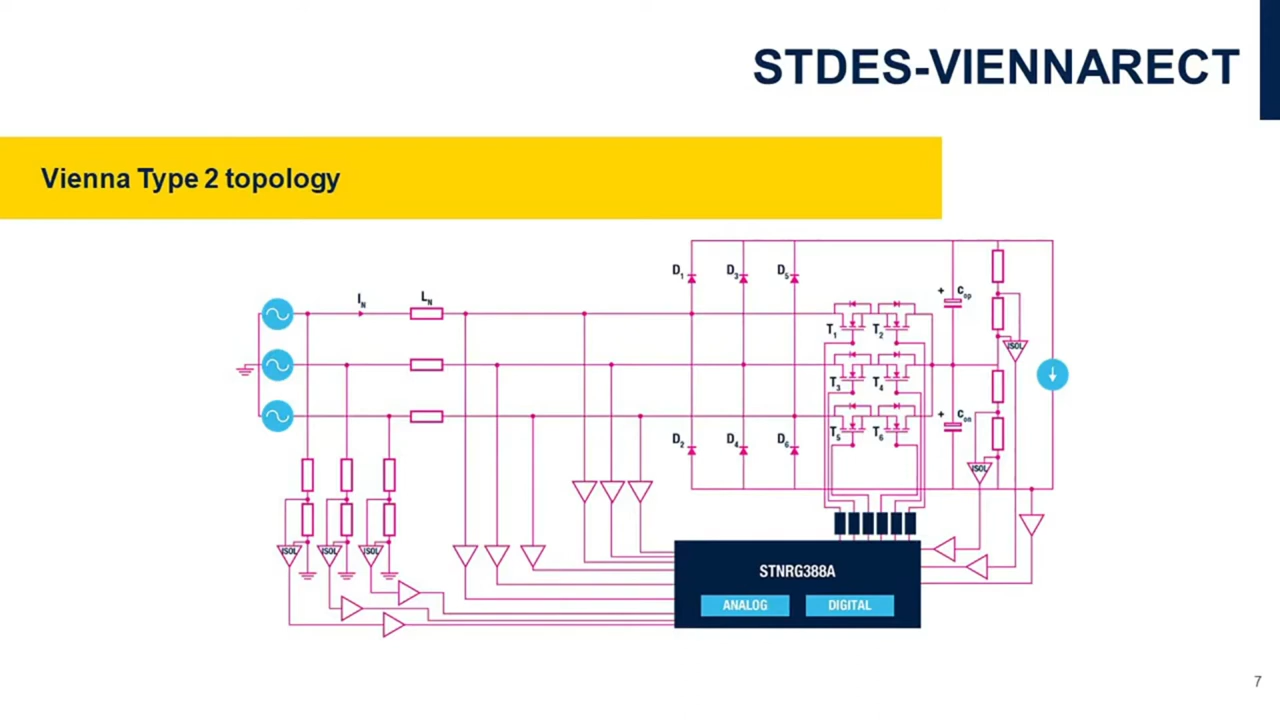 STDES-VIENNARECT
Vienna Type 2 topology
D1
D3
D5
IN
LN
+ Cop
T1
T2
ISOL
T3
T4
+ Con
T5
T6
D2
D4
D6
ISOL
ISOL
ISOL
ISOL
STNRG388A
ANALOG
DIGITAL
7